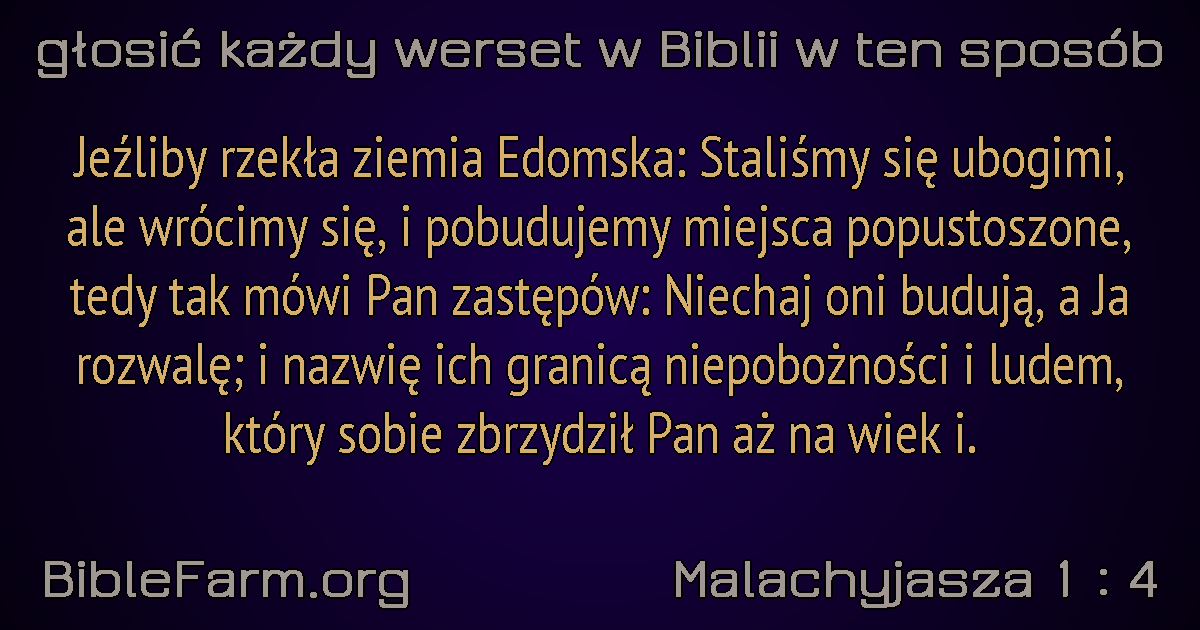 głosić każdy werset w Biblii w ten sposób
Jeźliby rzekła ziemia Edomska: Staliśmy się ubogimi,
ale wrócimy się, i pobudujemy miejsca popustoszone,
tedy tak mówi Pan zastępów: Niechaj oni budują, a Ja
rozwalę; i nazwię ich granicą niepobożności i ludem,
który sobie zbrzydził Pan aż na wiek i.
BibleFarm.org
Malachyjasza 1 : 4